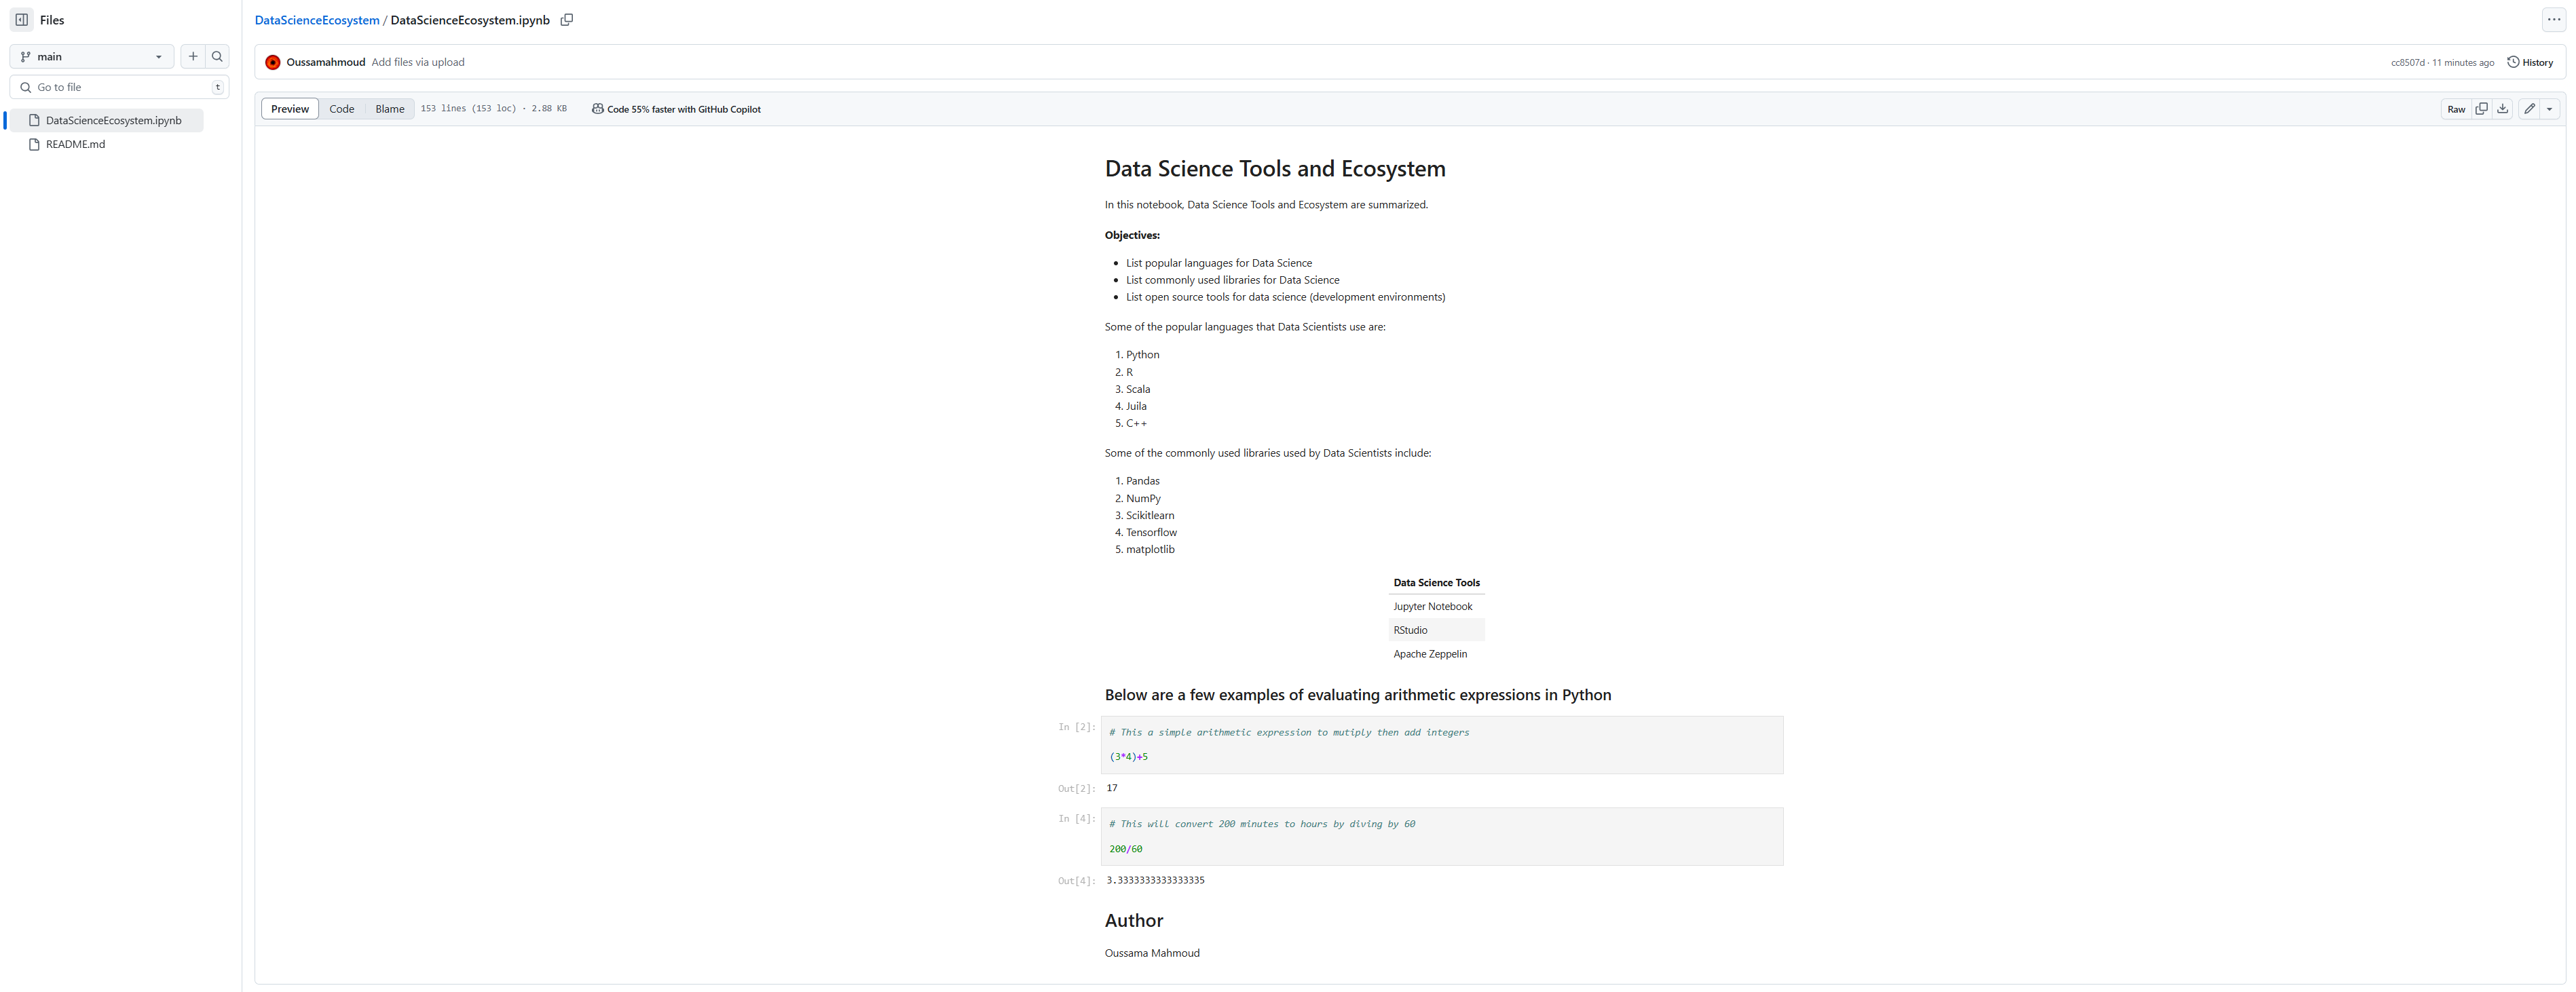 Files
main
Go to file
t
DataScienceEcosystem.ipynb
README.md
DataScienceEcosystem / DataScienceEcosystem.ipynb
Oussamahmoud Add files via upload
cc8507d · 11 minutes ago History
Preview Code Blame 153 lines (153 loc) · 2.88 KB Code 55% faster with GitHub Copilot
Raw
Data Science Tools and Ecosystem
In this notebook, Data Science Tools and Ecosystem are summarized.
Objectives:
• List popular languages for Data Science
• List commonly used libraries for Data Science
• List open source tools for data science (development environments)
Some of the popular languages that Data Scientists use are:
1. Python
2. R
3. Scala
4. Juila
5. C++
Some of the commonly used libraries used by Data Scientists include:
1. Pandas
2. NumPy
3. Scikitlearn
4. Tensorflow
5. matplotlib
Data Science Tools
Jupyter Notebook
RStudio
Apache Zeppelin
Below are a few examples of evaluating arithmetic expressions in Python
In [2]:
# This a simple arithmetic expression to mutiply then add integers
(3*4)+5
Out[2]: 17
In [4]:
# This will convert 200 minutes to hours by diving by 60
200/60
Out[4]: 3.3333333333333335
Author
Oussama Mahmoud